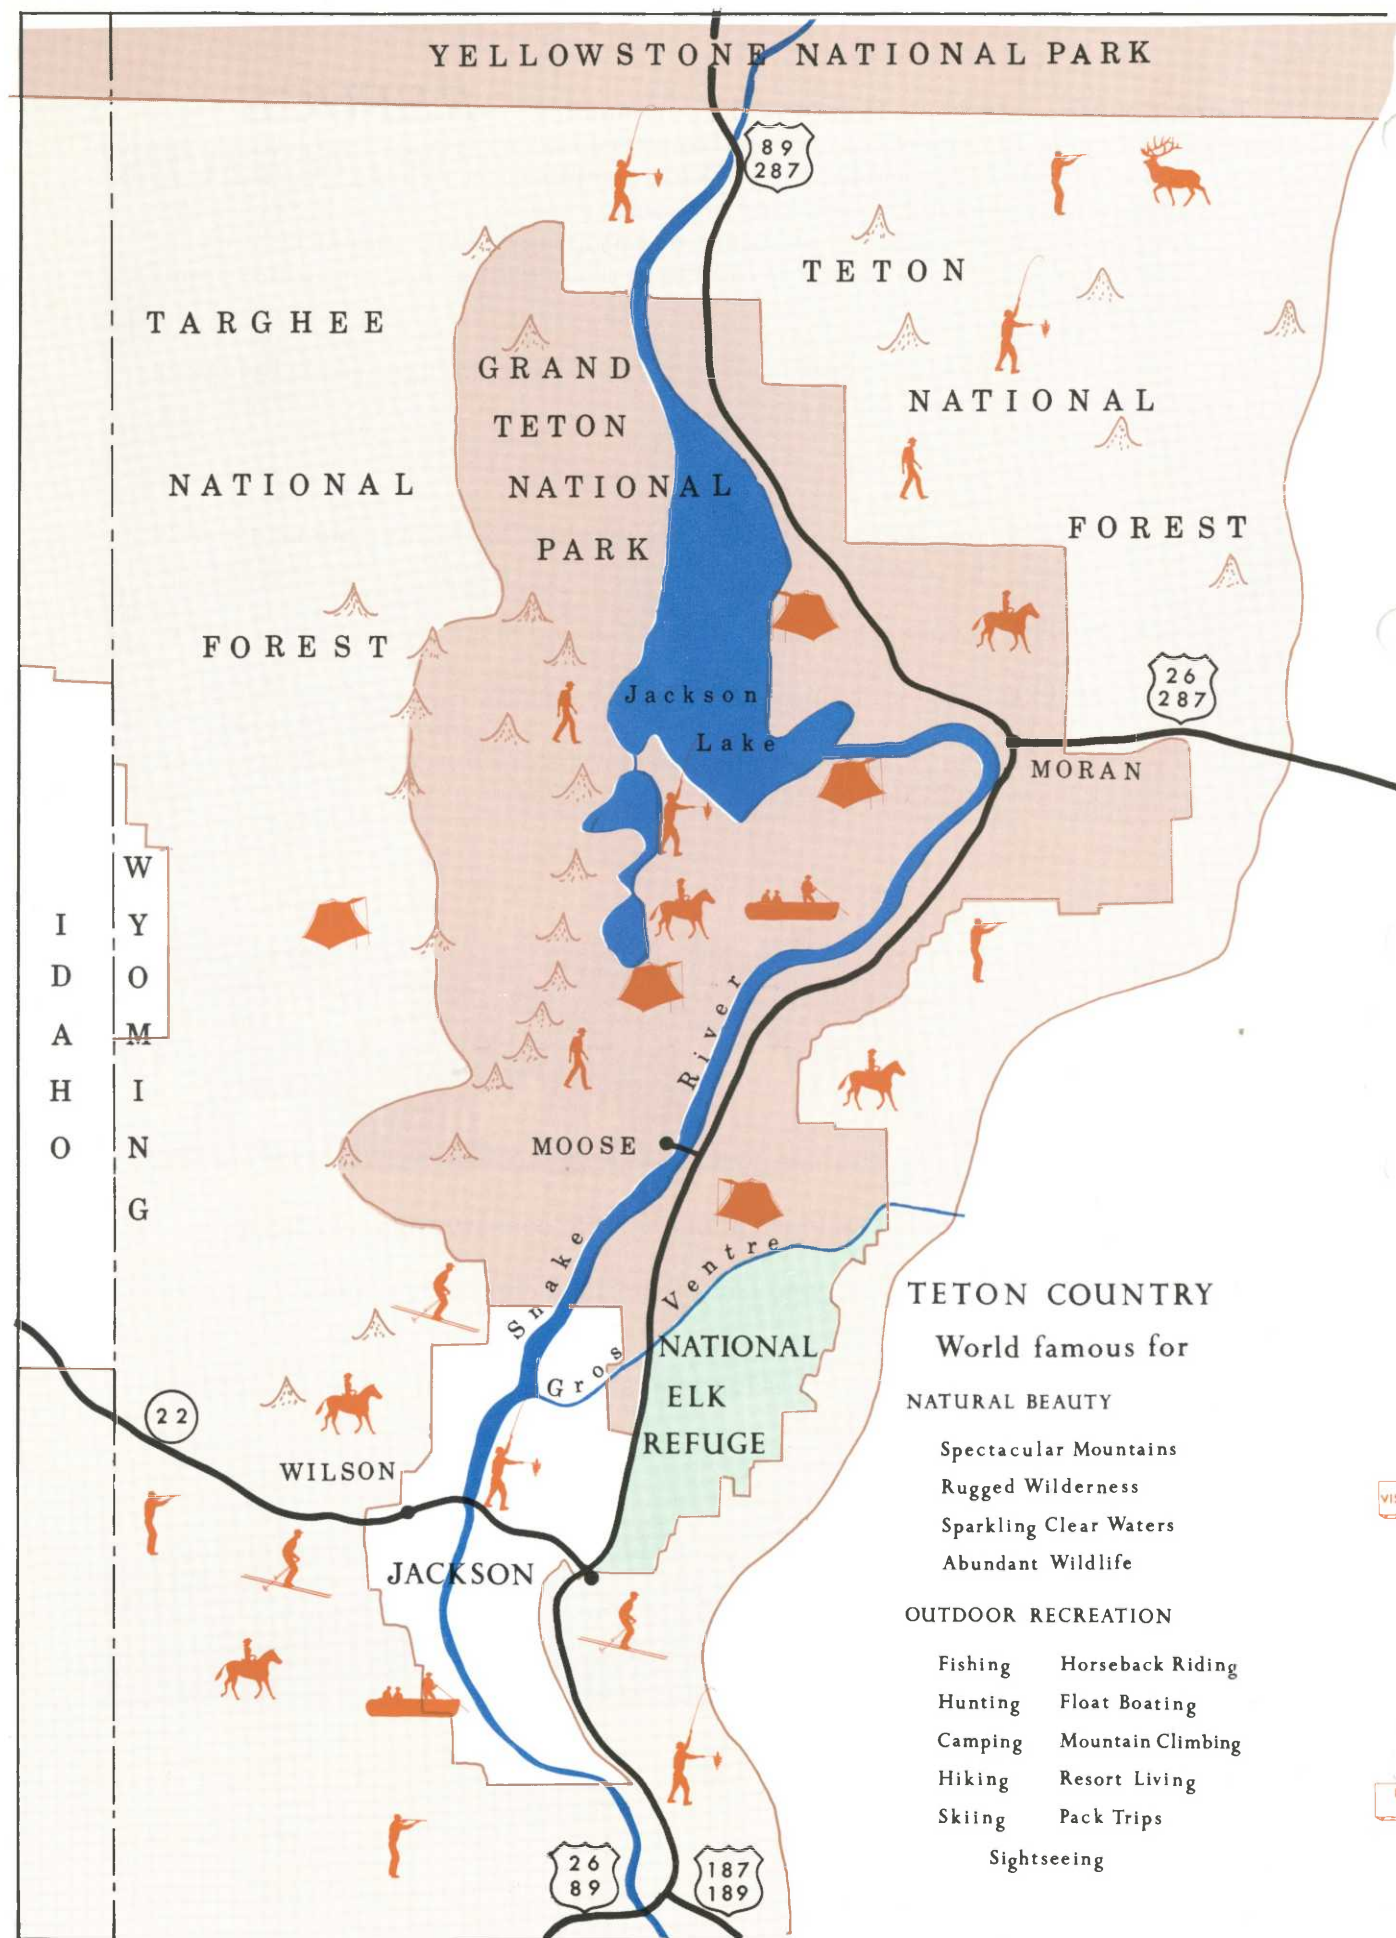 YELLOWSTONE NATIONAL PARK
89
287
TETON
NATIONAL
FOREST
TARGHEE
NATIONAL
FOREST
GRAND
TETON
NATIONAL
PARK
Jackson
Lake
26
287
MORAN
IDAHO
WYOMING
Snake River
MOOSE
Gros Ventre
NATIONAL
ELK
REFUGE
22
WILSON
JACKSON
26
89
187
189
TETON COUNTRY
World famous for
NATURAL BEAUTY
Spectacular Mountains
Rugged Wilderness
Sparkling Clear Waters
Abundant Wildlife
OUTDOOR RECREATION
Fishing Horseback Riding
Hunting Float Boating
Camping Mountain Climbing
Hiking Resort Living
Skiing Pack Trips
Sightseeing